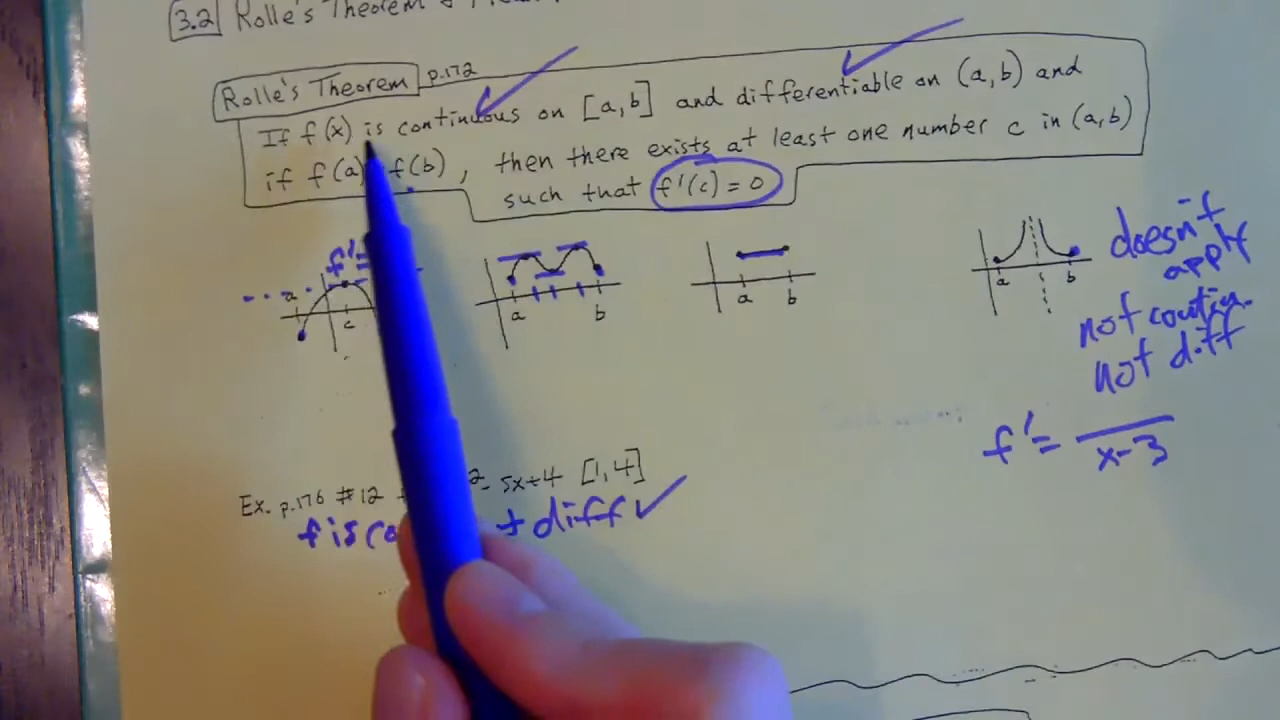 3.2 Rolle's Theorem &
Rolle's Theorem p.172
If f(x) is continuous on [a,b] and differentiable on (a,b) and
if f(a) f(b), then there exists at least one number c in (a,b)
such that f'(c) = 0
f'=
a c
a b
a b
a b
doesn't
apply
not contin.
not diff
f' = x-3
Ex. p.176 #12 2 - 5x+4 [1,4]
f is diff ✓